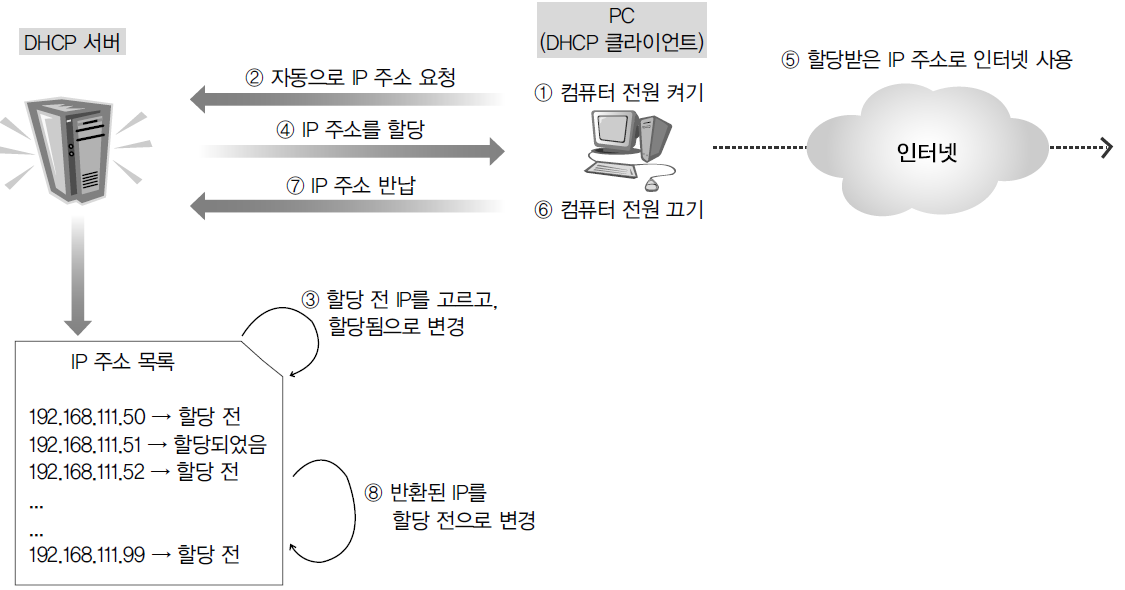 DHCP 서버
PC
(DHCP 클라이언트)
⑤ 할당받은 IP 주소로 인터넷 사용
② 자동으로 IP 주소 요청
① 컴퓨터 전원 켜기
④ IP 주소를 할당
인터넷
⑦ IP 주소 반납
⑥ 컴퓨터 전원 끄기
③ 할당 전 IP를 고르고,
할당됨으로 변경
IP 주소 목록
192.168.111.50 → 할당 전
192.168.111.51 → 할당되었음
192.168.111.52 → 할당 전
...
...
192.168.111.99 → 할당 전
⑧ 반환된 IP를
할당 전으로 변경